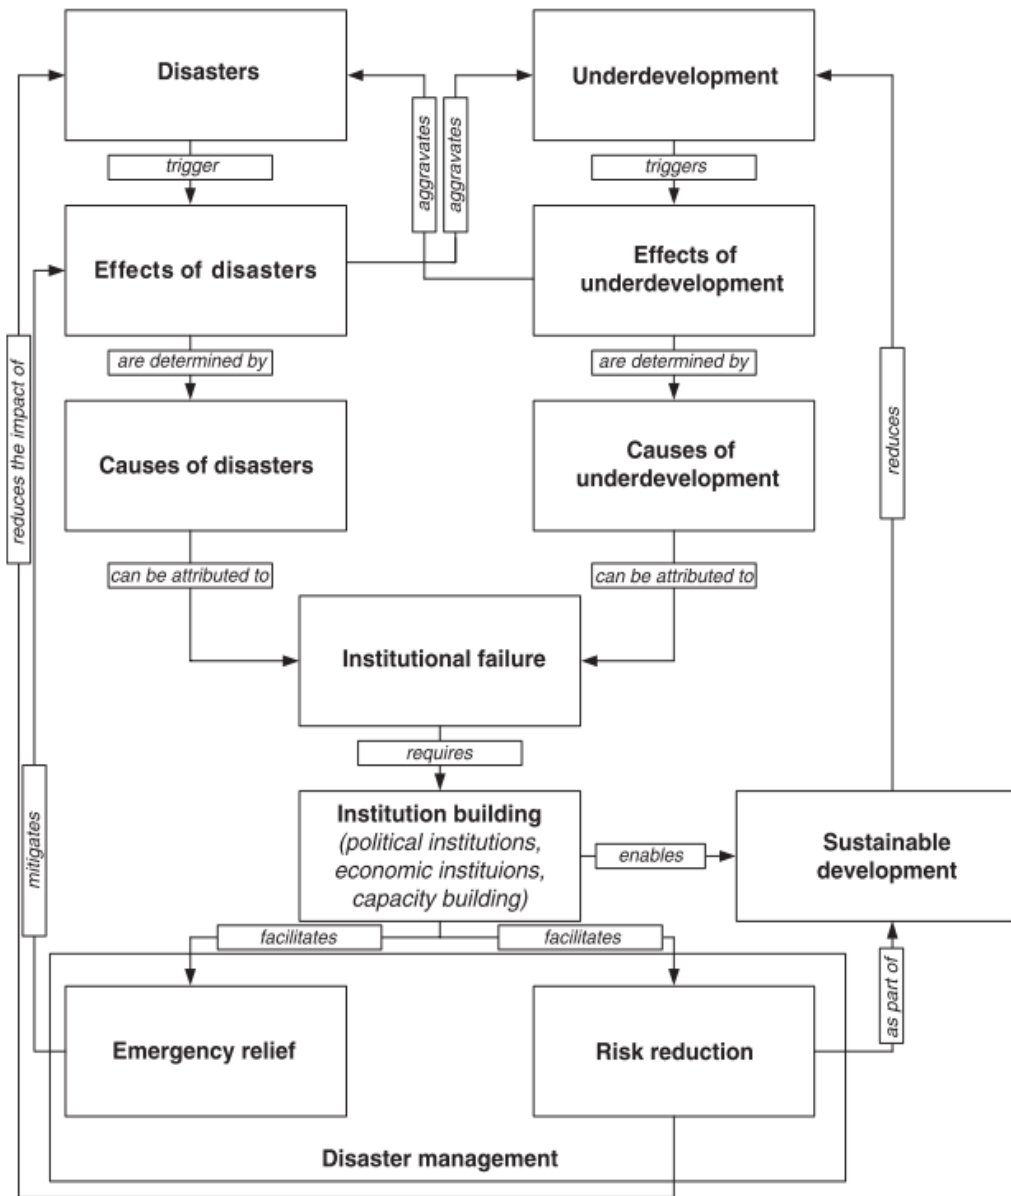 Disasters
Underdevelopment
trigger
aggravates
aggravates
triggers
Effects of disasters
Effects of
underdevelopment
are determined by
are determined by
reduces the impact of
reduces
Causes of disasters
Causes of
underdevelopment
can be attributed to
can be attributed to
Institutional failure
requires
mitigates
Institution building
(political institutions,
economic instituions,
capacity building)
enables
Sustainable
development
facilitates
facilitates
as part of
Emergency relief
Risk reduction
Disaster management